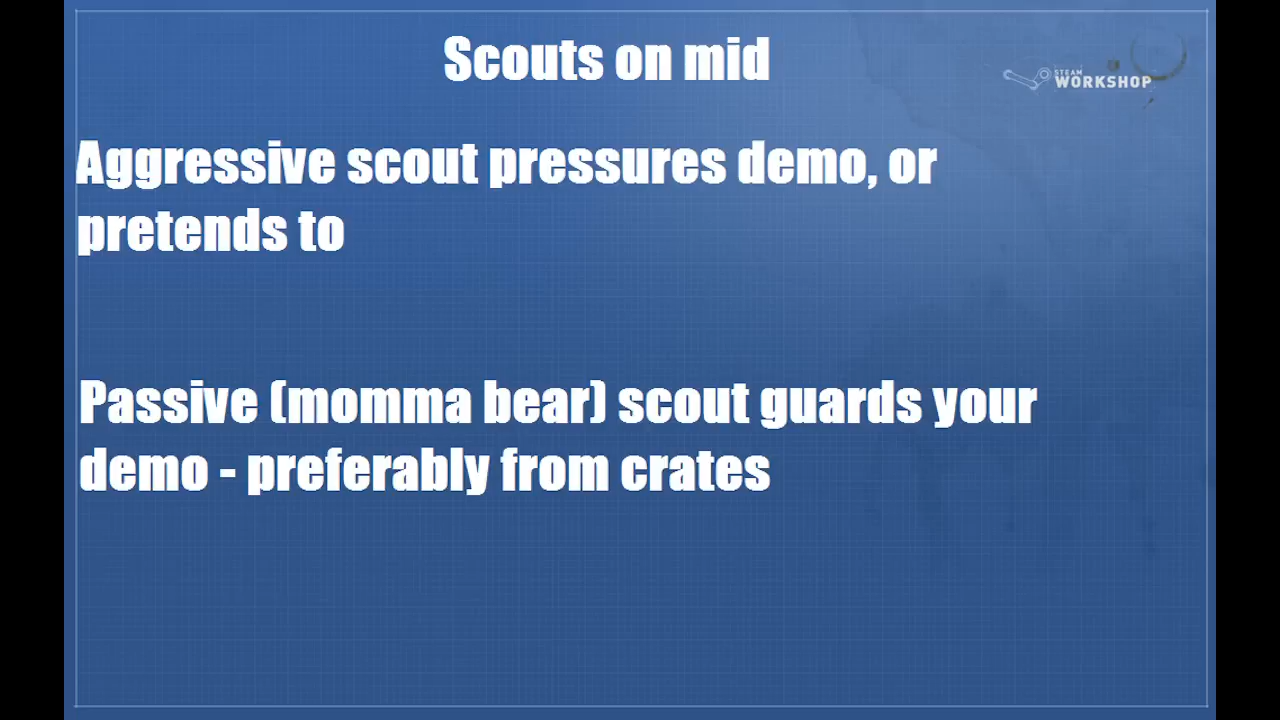 Scouts on mid
STEAM
WORKSHOP
Aggressive scout pressures demo, or
pretends to
Passive (momma bear) scout guards your
demo - preferably from crates